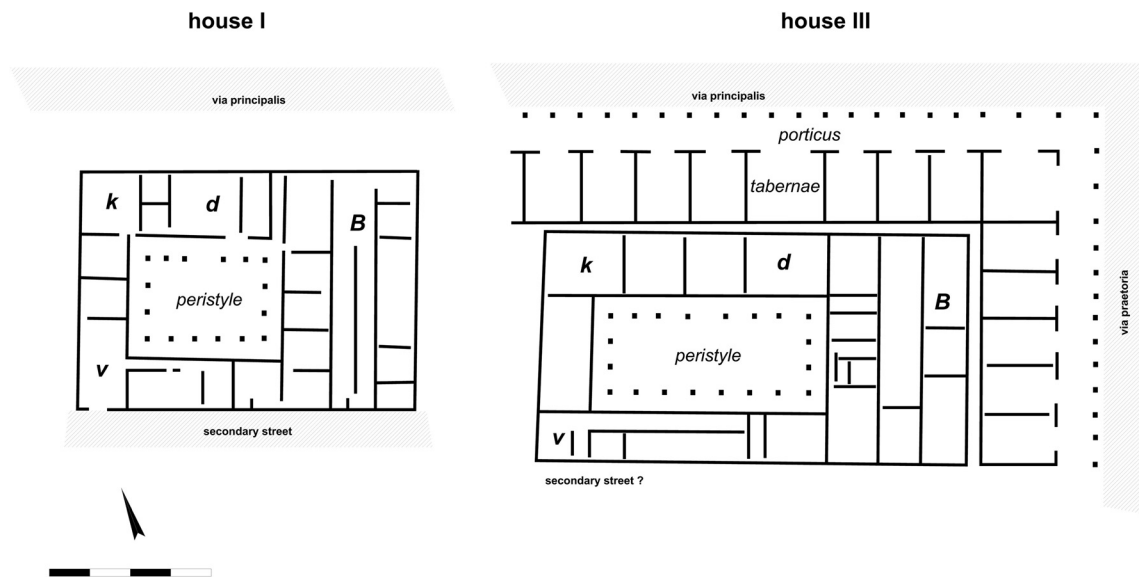 house I
via principalis
k
d
B
peristyle
v
secondary street
house III
via principalis
porticus
tabernae
k
d
B
peristyle
v
secondary street ?
via praetoria